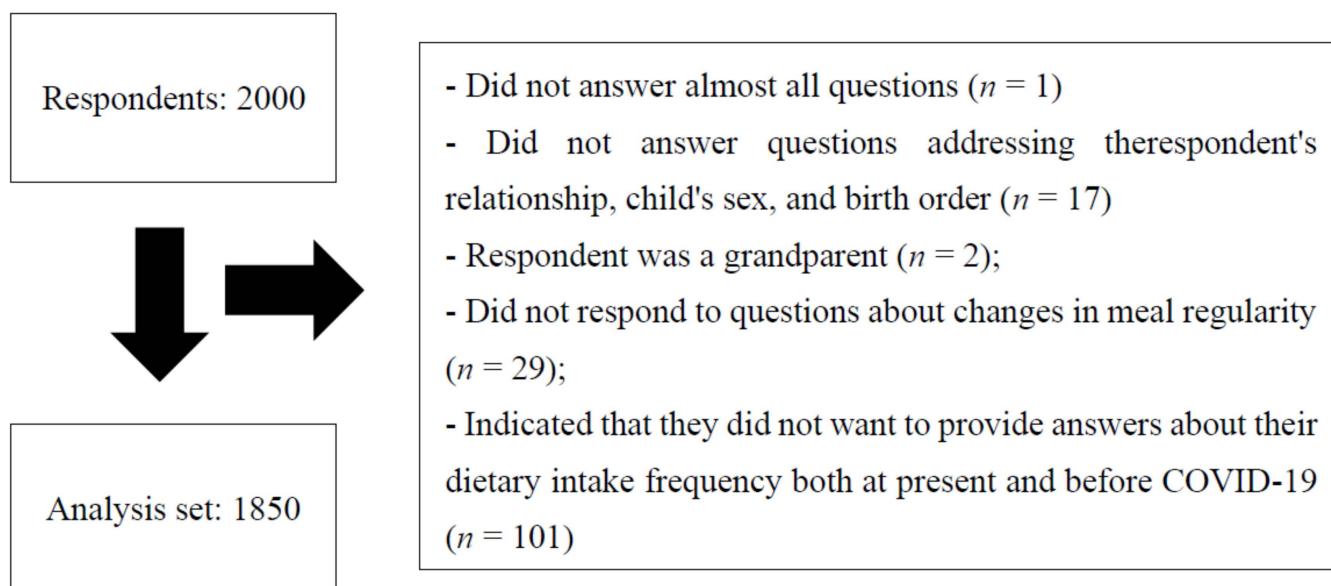 Respondents: 2000
- Did not answer almost all questions (n = 1)
- Did not answer questions addressing therespondent's
relationship, child's sex, and birth order (n = 17)
- Respondent was a grandparent (n = 2);
- Did not respond to questions about changes in meal regularity
(n = 29);
- Indicated that they did not want to provide answers about their
dietary intake frequency both at present and before COVID-19
(n = 101)
Analysis set: 1850